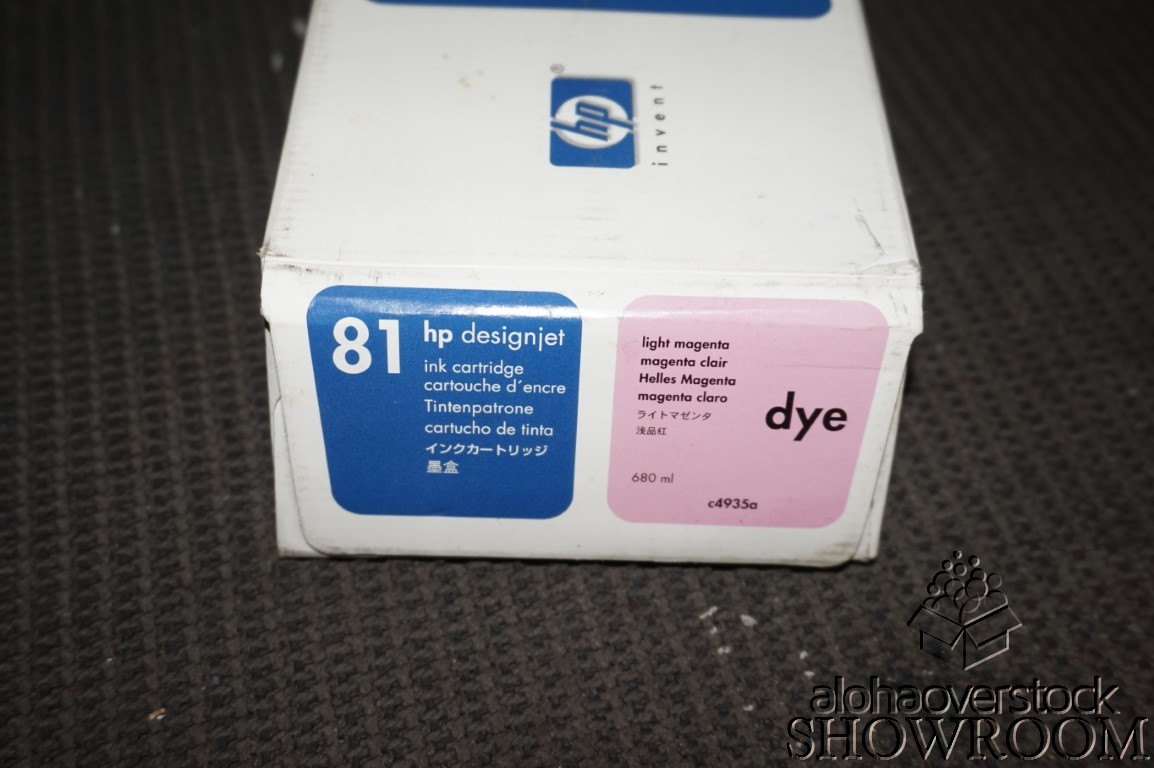 hp
®
invent
81
hp designjet
ink cartridge
cartouche d´encre
Tintenpatrone
cartucho de tinta
インクカートリッジ
墨盒
light magenta
magenta clair
Helles Magenta
magenta claro
ライトマゼンタ
浅品紅
dye
680 ml
c4935a
alohaoverstock
SHOWROOM